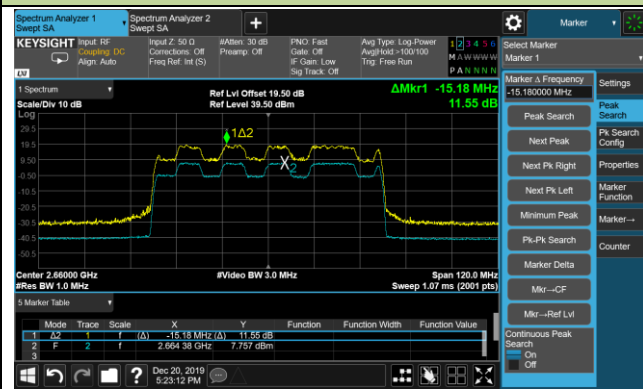 Spectrum Analyzer 1
Swept SA
Spectrum Analyzer 2
Swept SA
+
Marker
KEYSIGHT
Input: RF
Coupling: DC
Align: Auto
Input Z: 50 Ω
Corrections: Off
Freq Ref: Int (S)
#Atten: 30 dB
Preamp: Off
PNO: Fast
Gate: Off
IF Gain: Low
Sig Track: Off
Avg Type: Log-Power
Avg|Hold:>100/100
Trig: Free Run
1 2 3 4 5 6
M A W W W W
P A N N N N
LXI
Select Marker
Marker 1
Marker Δ Frequency
-15.180000 MHz
Settings
Peak Search
Next Peak
Next Pk Right
Next Pk Left
Minimum Peak
Pk-Pk Search
Marker Delta
Mkr→CF
Mkr→Ref Lvl
Continuous Peak
Search
On
Off
Peak
Search
Pk Search
Config
Properties
Marker
Function
Marker→
Counter
1 Spectrum
Scale/Div 10 dB
Log
Ref Lvl Offset 19.50 dB
Ref Level 39.50 dBm
ΔMkr1 -15.18 MHz
11.55 dB
29.5
19.5
9.50
-0.50
-10.5
-20.5
-30.5
-40.5
-50.5
1Δ2
X2
Center 2.66000 GHz
#Res BW 1.0 MHz
#Video BW 3.0 MHz
Span 120.0 MHz
Sweep 1.07 ms (2001 pts)
5 Marker Table
Mode Trace Scale X Y Function Function Width Function Value
1 Δ2 1 f (Δ) -15.18 MHz (Δ) 11.55 dB
2 F 2 f 2.664 38 GHz 7.757 dBm
3
?
Dec 20, 2019
5:23:12 PM